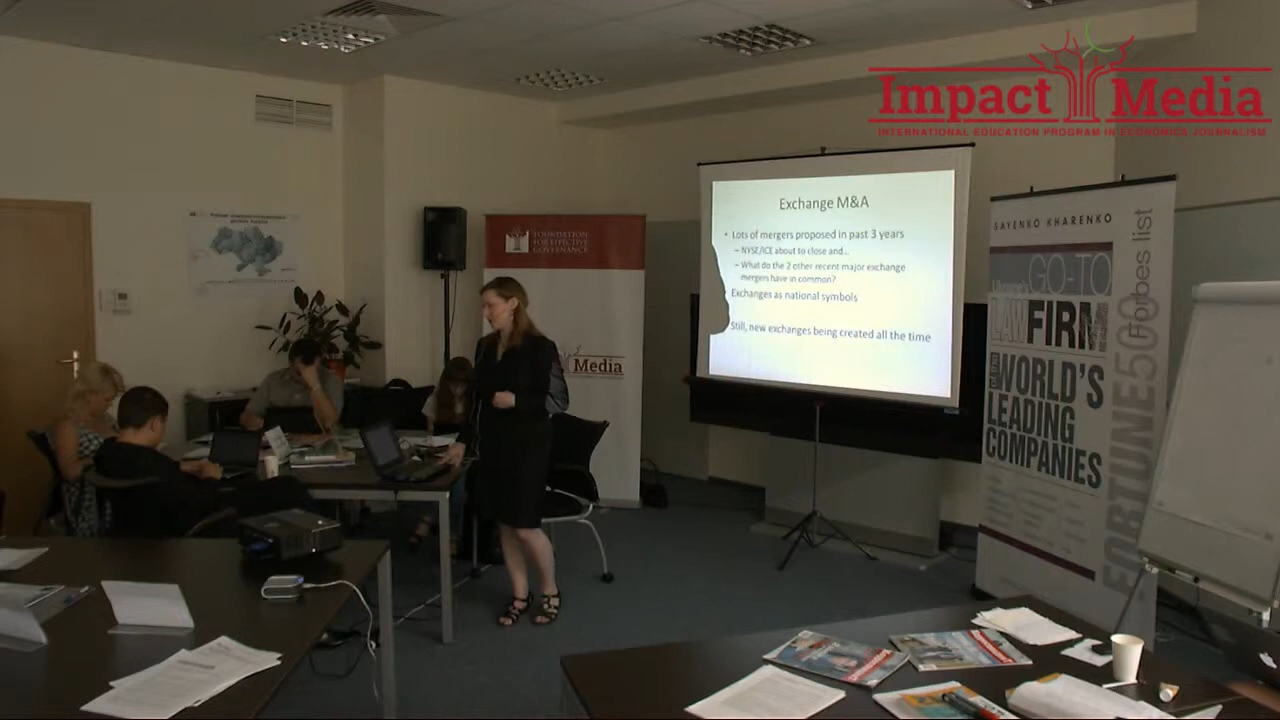 Impact Media
INTERNATIONAL EDUCATION PROGRAM IN ECONOMICS JOURNALISM
FOUNDATION
FOR EFFECTIVE
GOVERNANCE
Media
Exchange M&A
• Lots of mergers proposed in past 3 years
– NYSE/ICE about to close and...
– What do the 2 other recent major exchange
mergers have in common?
Exchanges as national symbols
Still, new exchanges being created all the time
SAYENKO KHARENKO
GO-TO
LAW FIRM
WORLD'S
LEADING
COMPANIES
FORTUNE 500
Forbes list